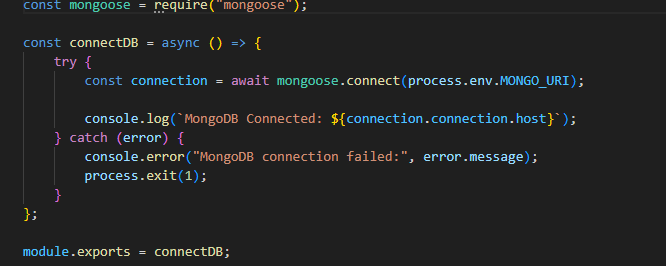 const mongoose = require("mongoose");
const connectDB = async () => {
try {
const connection = await mongoose.connect(process.env.MONGO_URI);
console.log(`MongoDB Connected: ${connection.connection.host}`);
} catch (error) {
console.error("MongoDB connection failed:", error.message);
process.exit(1);
}
};
module.exports = connectDB;